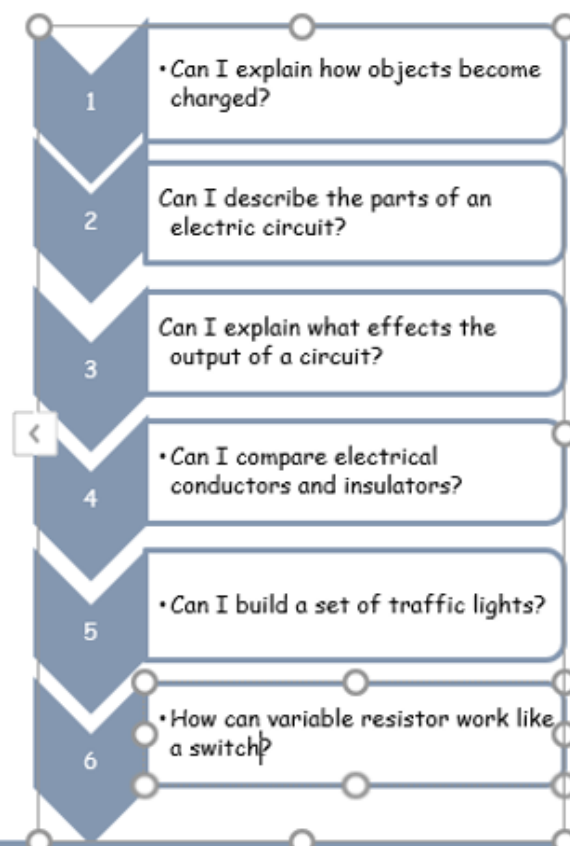 1
•Can I explain how objects become
charged?
2
Can I describe the parts of an
electric circuit?
3
Can I explain what effects the
output of a circuit?
4
•Can I compare electrical
conductors and insulators?
5
•Can I build a set of traffic lights?
6
•How can variable resistor work like
a switch?